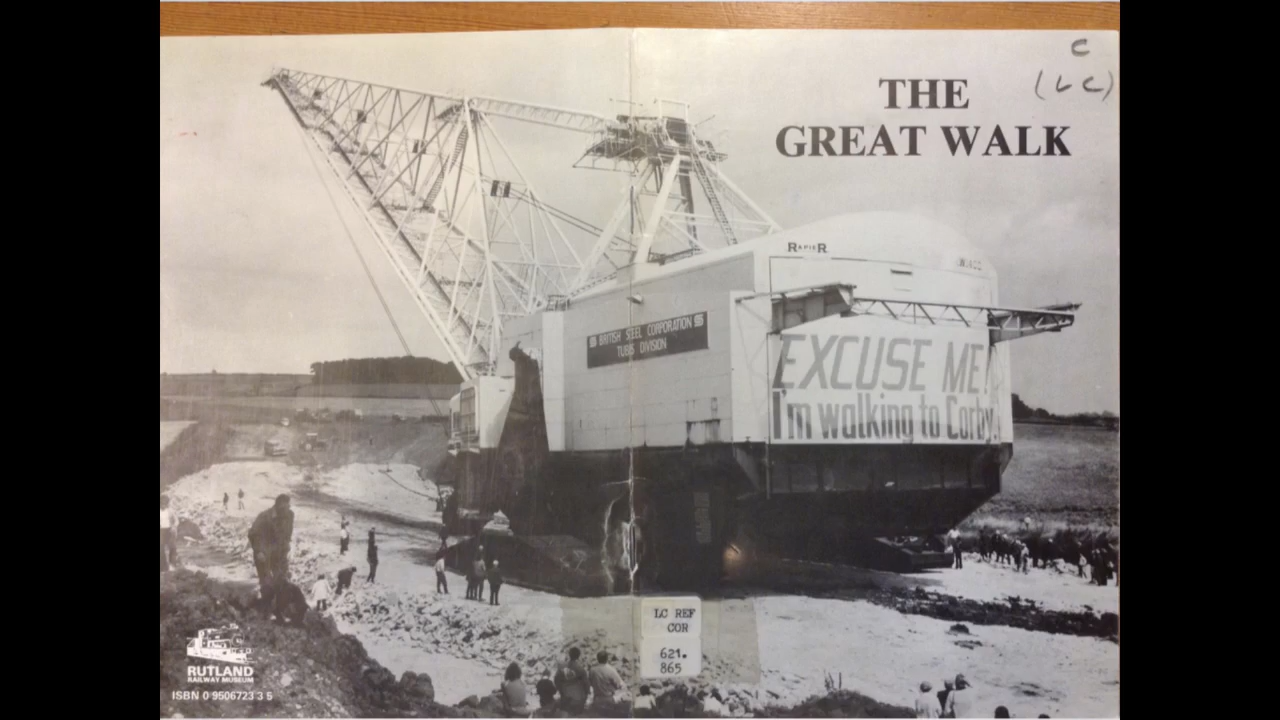 C
(LC)
THE
GREAT WALK
RAPIER
W1400
BRITISH STEEL CORPORATION
TUBES DIVISION
EXCUSE ME!
I'm walking to Corby
LC REF
COR
621.
865
RUTLAND
RAILWAY MUSEUM
ISBN 0 9506723 3 5